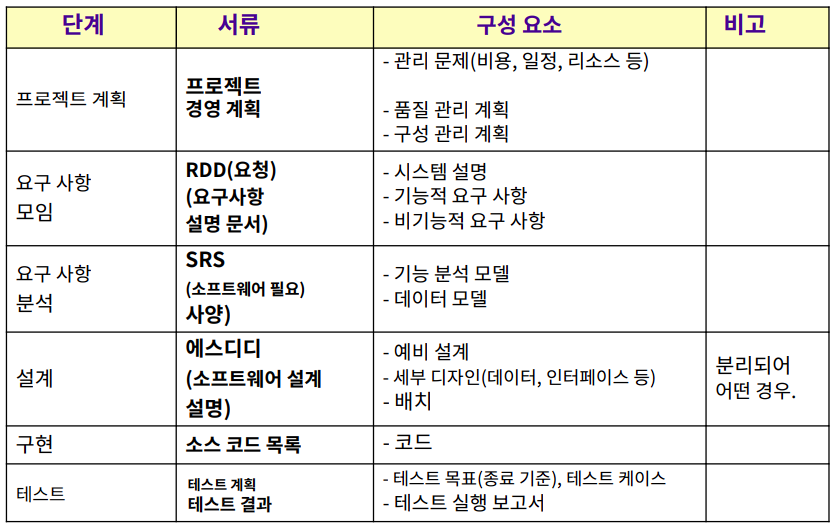 단계 서류 구성 요소 비고
프로젝트 계획
프로젝트
경영 계획
- 관리 문제(비용, 일정, 리소스 등)
- 품질 관리 계획
- 구성 관리 계획
요구 사항
모임
RDD(요청)
(요구사항
설명 문서)
- 시스템 설명
- 기능적 요구 사항
- 비기능적 요구 사항
요구 사항
분석
SRS
(소프트웨어 필요)
사양)
- 기능 분석 모델
- 데이터 모델
설계
에스디디
(소프트웨어 설계
설명)
- 예비 설계
- 세부 디자인(데이터, 인터페이스 등)
- 배치
분리되어
어떤 경우.
구현
소스 코드 목록
- 코드
테스트
테스트 계획
테스트 결과
- 테스트 목표(종료 기준), 테스트 케이스
- 테스트 실행 보고서